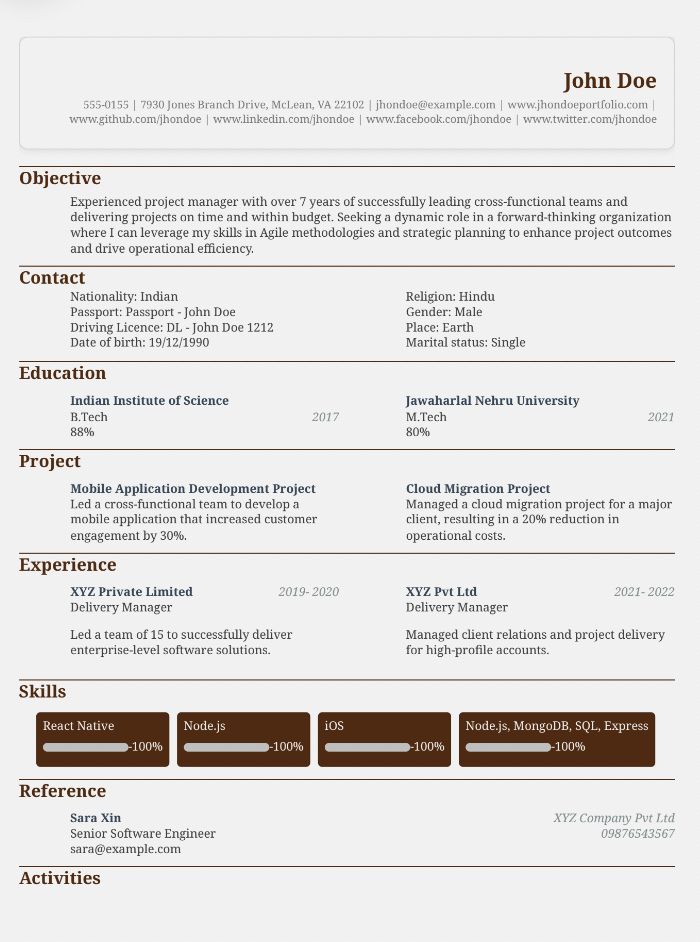 John Doe
555-0155 | 7930 Jones Branch Drive, McLean, VA 22102 | jhondoe@example.com | www.jhondoeportfolio.com |
www.github.com/jhondoe | www.linkedin.com/jhondoe | www.facebook.com/jhondoe | www.twitter.com/jhondoe
Objective
Experienced project manager with over 7 years of successfully leading cross-functional teams and
delivering projects on time and within budget. Seeking a dynamic role in a forward-thinking organization
where I can leverage my skills in Agile methodologies and strategic planning to enhance project outcomes
and drive operational efficiency.
Contact
Nationality: Indian
Passport: Passport - John Doe
Driving Licence: DL - John Doe 1212
Date of birth: 19/12/1990
Religion: Hindu
Gender: Male
Place: Earth
Marital status: Single
Education
Indian Institute of Science
B.Tech 2017
88%
Jawaharlal Nehru University
M.Tech 2021
80%
Project
Mobile Application Development Project
Led a cross-functional team to develop a
mobile application that increased customer
engagement by 30%.
Cloud Migration Project
Managed a cloud migration project for a major
client, resulting in a 20% reduction in
operational costs.
Experience
XYZ Private Limited 2019- 2020
Delivery Manager
Led a team of 15 to successfully deliver
enterprise-level software solutions.
XYZ Pvt Ltd 2021- 2022
Delivery Manager
Managed client relations and project delivery
for high-profile accounts.
Skills
React Native
-100%
Node.js
-100%
iOS
-100%
Node.js, MongoDB, SQL, Express
-100%
Reference
Sara Xin XYZ Company Pvt Ltd
Senior Software Engineer 09876543567
sara@example.com
Activities